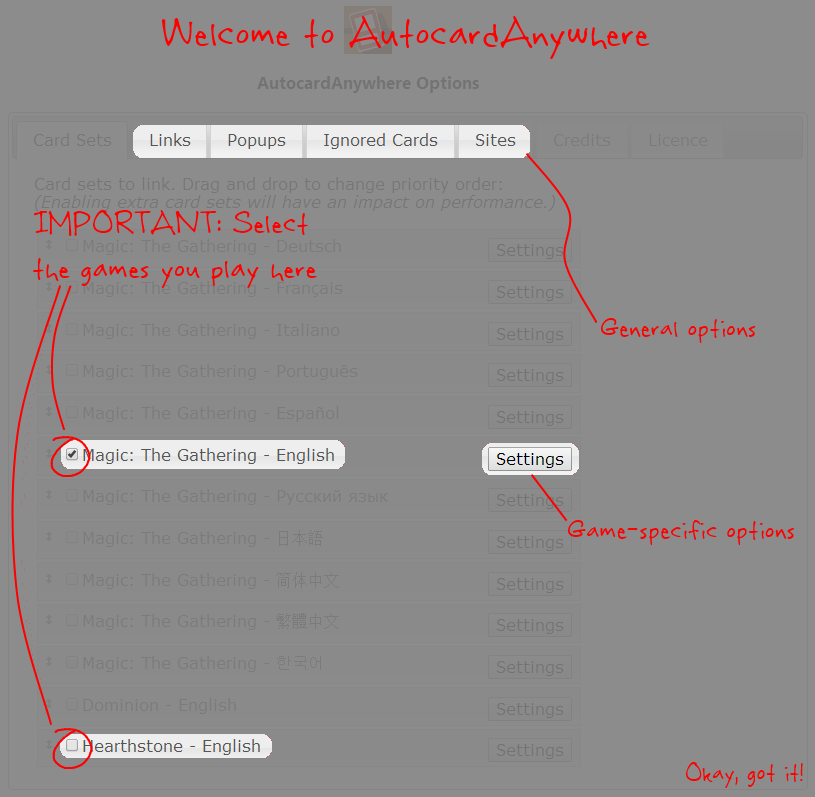 Welcome to AutocardAnywhere
AutocardAnywhere Options
Card Sets Links Popups Ignored Cards Sites Credits Licence
Card sets to link. Drag and drop to change priority order:
(Enabling extra card sets will have an impact on performance.)
IMPORTANT: Select
the games you play here
Magic: The Gathering - Deutsch Settings
Magic: The Gathering - Français Settings
General options
Magic: The Gathering - Italiano Settings
Magic: The Gathering - Português Settings
Magic: The Gathering - Español Settings
Magic: The Gathering - English Settings
Magic: The Gathering - Русский язык Settings
Game-specific options
Magic: The Gathering - 日本語 Settings
Magic: The Gathering - 简体中文 Settings
Magic: The Gathering - 繁體中文 Settings
Magic: The Gathering - 한국어 Settings
Dominion - English Settings
Hearthstone - English Settings
Okay, got it!